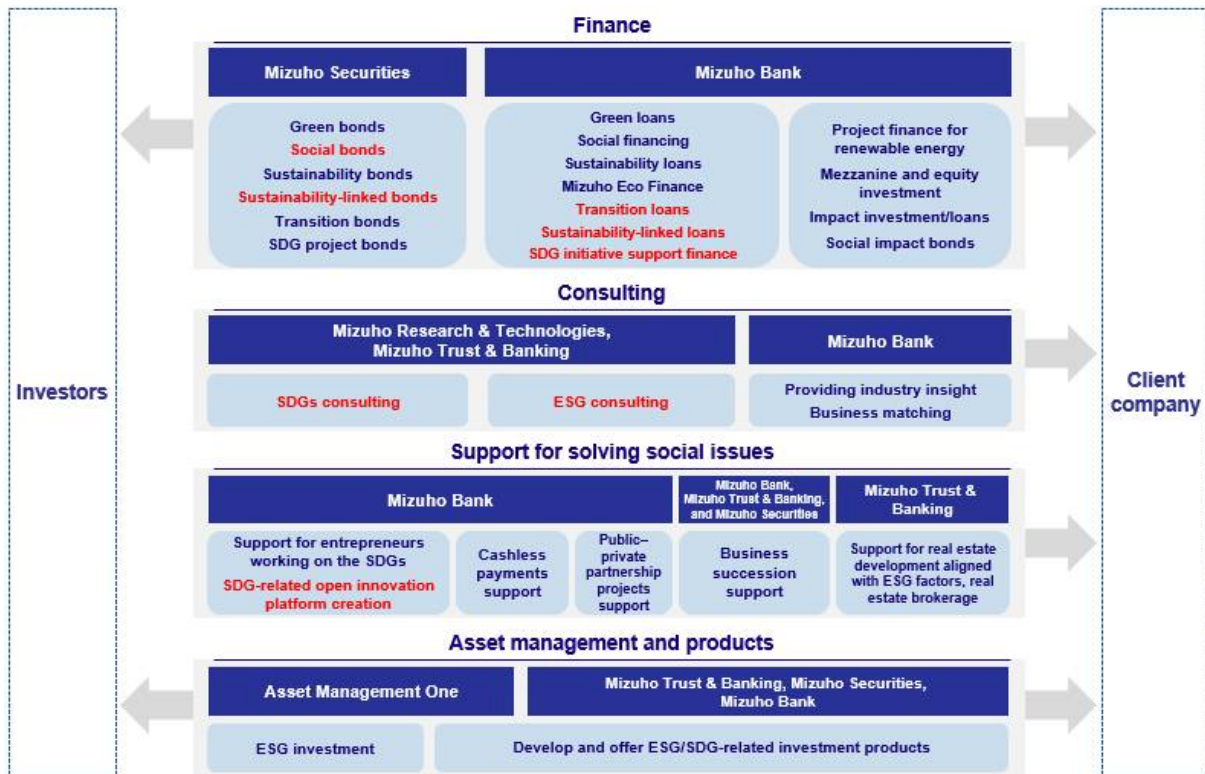 Finance
Mizuho Securities
Mizuho Bank
Green bonds
Social bonds
Sustainability bonds
Sustainability-linked bonds
Transition bonds
SDG project bonds
Green loans
Social financing
Sustainability loans
Mizuho Eco Finance
Transition loans
Sustainability-linked loans
SDG initiative support finance
Project finance for
renewable energy
Mezzanine and equity
investment
Impact investment/loans
Social impact bonds
Consulting
Mizuho Research & Technologies,
Mizuho Trust & Banking
Mizuho Bank
SDGs consulting
ESG consulting
Providing industry insight
Business matching
Investors
Client
company
Support for solving social issues
Mizuho Bank
Mizuho Bank,
Mizuho Trust & Banking,
and Mizuho Securities
Mizuho Trust &
Banking
Support for entrepreneurs
working on the SDGs
SDG-related open innovation
platform creation
Cashless
payments
support
Public–
private
partnership
projects
support
Business
succession
support
Support for real estate
development aligned
with ESG factors, real
estate brokerage
Asset management and products
Asset Management One
Mizuho Trust & Banking, Mizuho Securities,
Mizuho Bank
ESG investment
Develop and offer ESG/SDG-related investment products